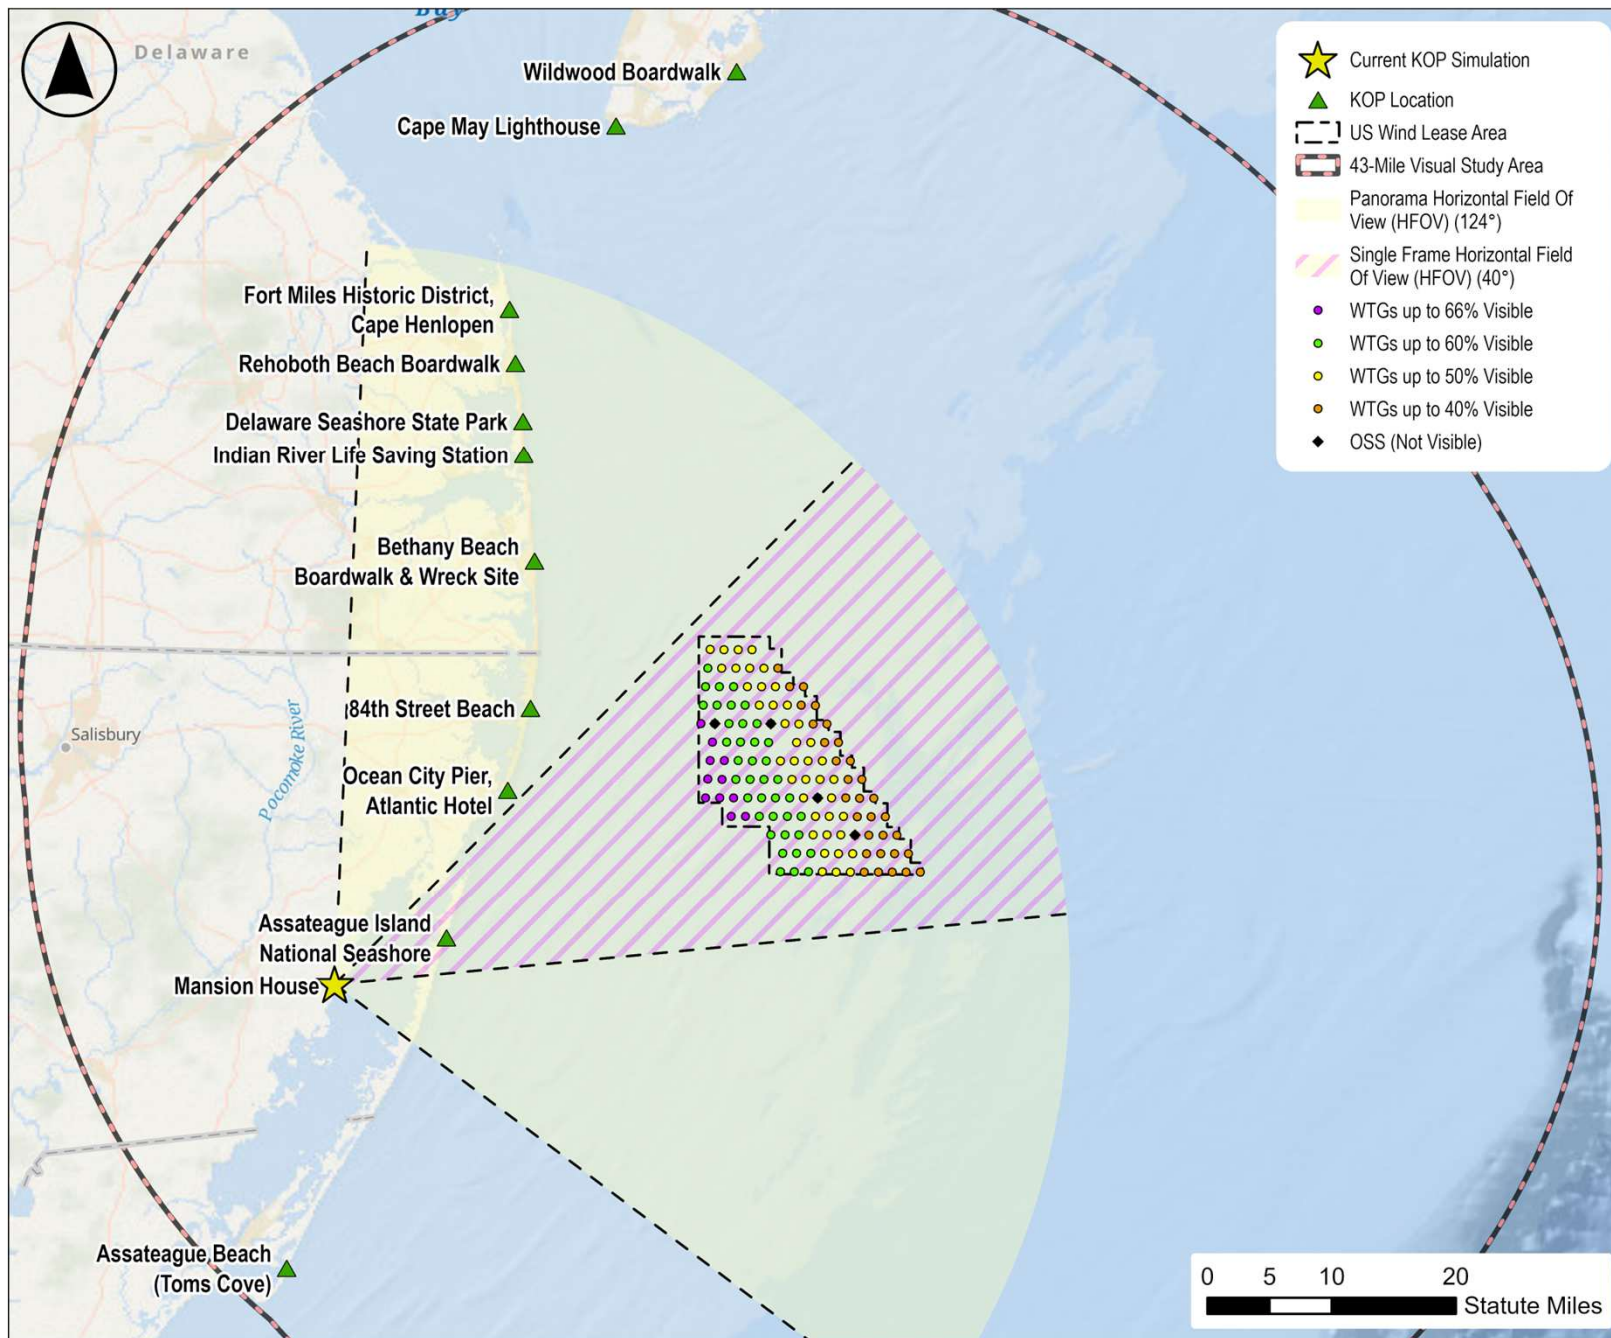 Bay
Delaware
Wildwood Boardwalk
Cape May Lighthouse
Fort Miles Historic District,
Cape Henlopen
Rehoboth Beach Boardwalk
Delaware Seashore State Park
Indian River Life Saving Station
Bethany Beach
Boardwalk & Wreck Site
84th Street Beach
Salisbury
Pocomoke River
Ocean City Pier,
Atlantic Hotel
Assateague Island
National Seashore
Mansion House
Assateague Beach
(Toms Cove)
Current KOP Simulation
KOP Location
US Wind Lease Area
43-Mile Visual Study Area
Panorama Horizontal Field Of
View (HFOV) (124°)
Single Frame Horizontal Field
Of View (HFOV) (40°)
WTGs up to 66% Visible
WTGs up to 60% Visible
WTGs up to 50% Visible
WTGs up to 40% Visible
OSS (Not Visible)
0 5 10 20
Statute Miles